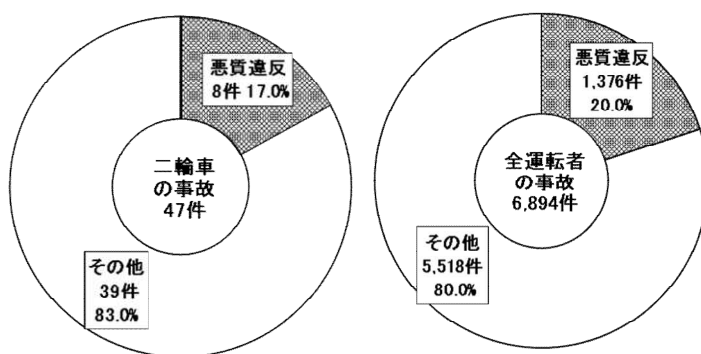 悪質違反
8件 17.0%
二輪車
の事故
47件
その他
39件
83.0%
悪質違反
1,376件
20.0%
全運転者
の事故
6,894件
その他
5,518件
80.0%